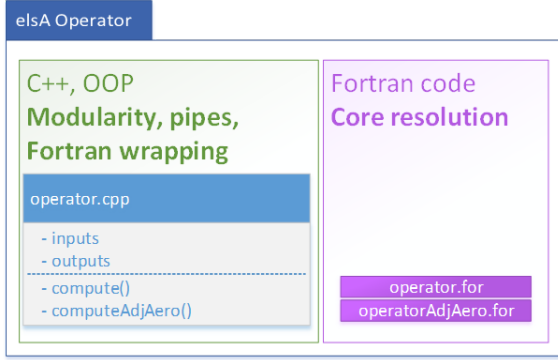 elsA Operator
C++, OOP
Modularity, pipes,
Fortran wrapping
operator.cpp
- inputs
- outputs
- compute()
- computeAdjAero()
Fortran code
Core resolution
operator.for
operatorAdjAero.for